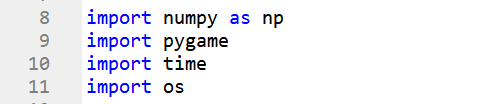 8 import numpy as np
9 import pygame
10 import time
11 import os